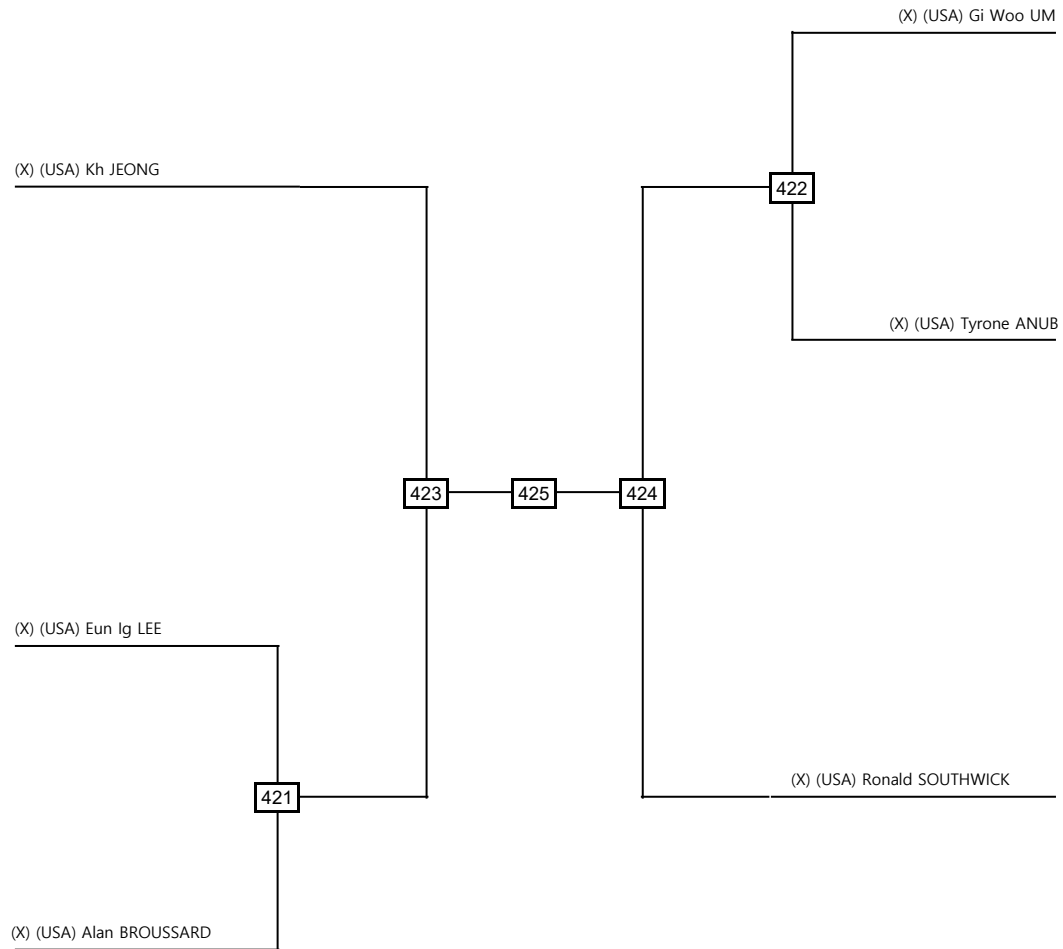 (X) (USA) Gi Woo UM
(X) (USA) Kh JEONG
422
(X) (USA) Tyrone ANUB
423
425
424
(X) (USA) Eun Ig LEE
421
(X) (USA) Ronald SOUTHWICK
(X) (USA) Alan BROUSSARD